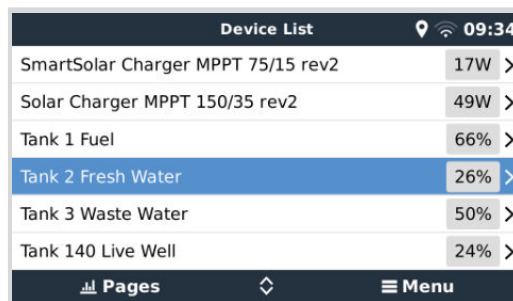 Device List 09:34
SmartSolar Charger MPPT 75/15 rev2 17W
Solar Charger MPPT 150/35 rev2 49W
Tank 1 Fuel 66%
Tank 2 Fresh Water 26%
Tank 3 Waste Water 50%
Tank 140 Live Well 24%
Pages Menu